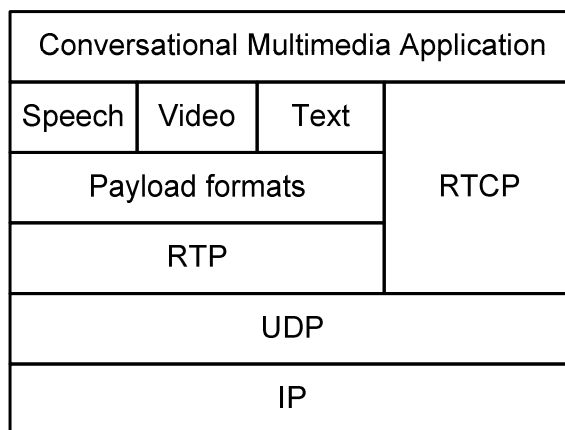 Conversational Multimedia Application
Speech
Video
Text
Payload formats
RTCP
RTP
UDP
IP